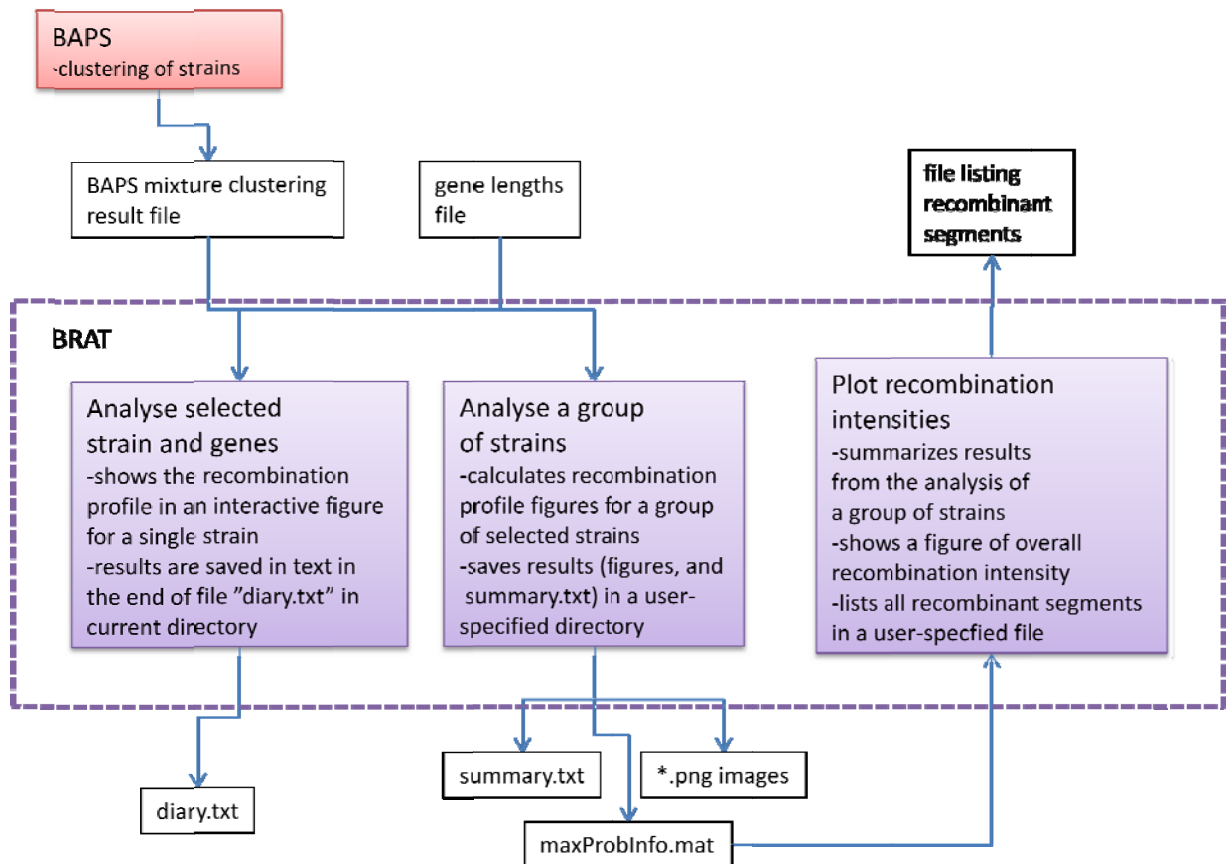 BAPS
-clustering of strains
BAPS mixture clustering
result file
gene lengths
file
file listing
recombinant
segments
BRAT
Analyse selected
strain and genes
-shows the recombination
profile in an interactive figure
for a single strain
-results are saved in text in
the end of file ”diary.txt” in
current directory
Analyse a group
of strains
-calculates recombination
profile figures for a group
of selected strains
-saves results (figures, and
summary.txt) in a user-
specified directory
Plot recombination
intensities
-summarizes results
from the analysis of
a group of strains
-shows a figure of overall
recombination intensity
-lists all recombinant segments
in a user-specfied file
diary.txt
summary.txt
*.png images
maxProbInfo.mat